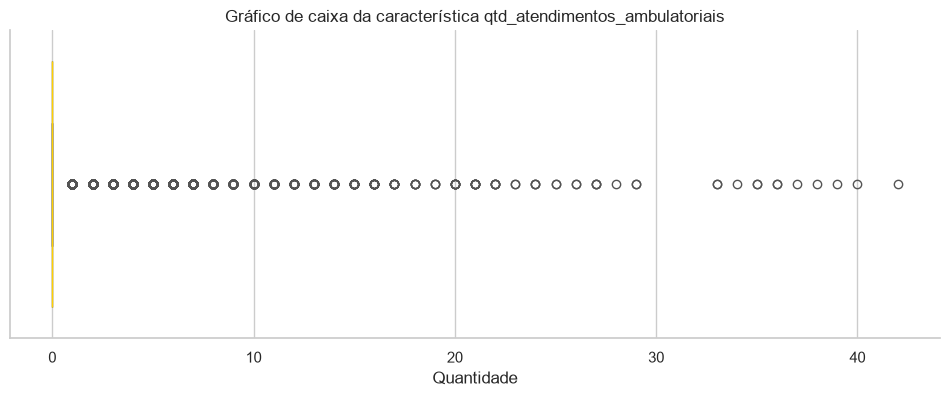 Gráfico de caixa da característica qtd_atendimentos_ambulatoriais
0 10 20 30 40
Quantidade